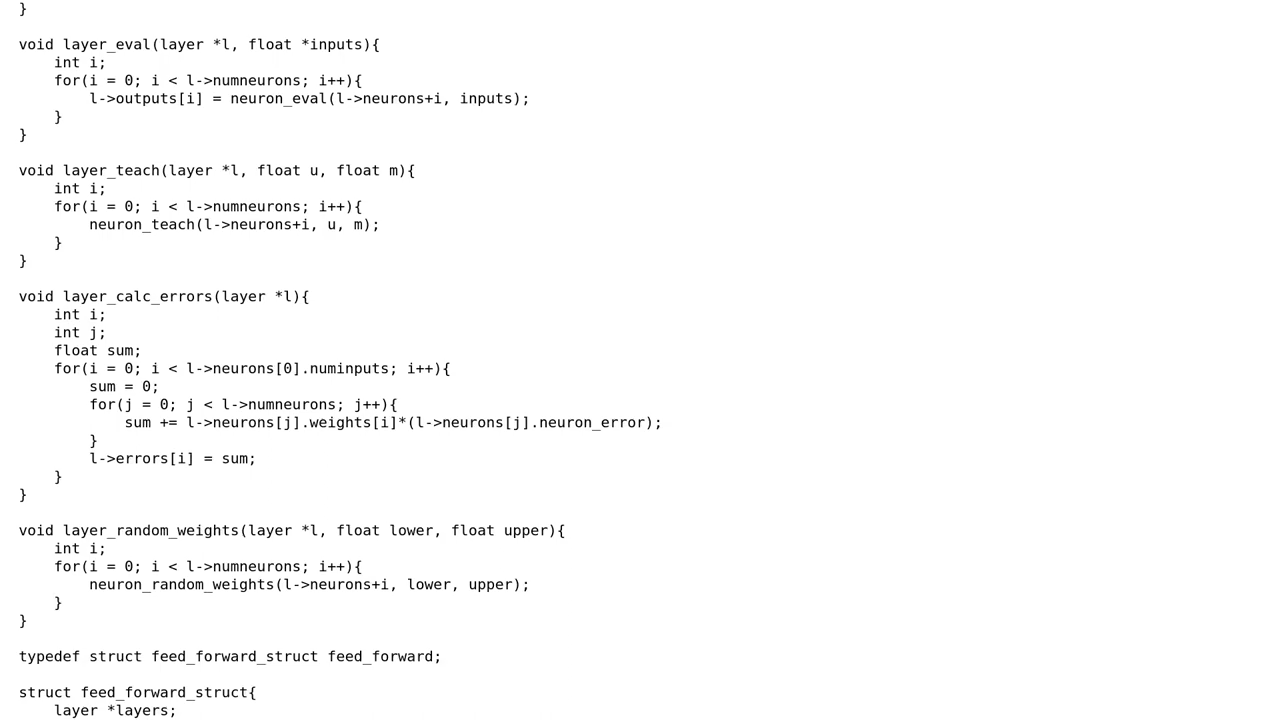 }

void layer_eval(layer *l, float *inputs){
    int i;
    for(i = 0; i < l->numneurons; i++){
        l->outputs[i] = neuron_eval(l->neurons+i, inputs);
    }
}

void layer_teach(layer *l, float u, float m){
    int i;
    for(i = 0; i < l->numneurons; i++){
        neuron_teach(l->neurons+i, u, m);
    }
}

void layer_calc_errors(layer *l){
    int i;
    int j;
    float sum;
    for(i = 0; i < l->neurons[0].numinputs; i++){
        sum = 0;
        for(j = 0; j < l->numneurons; j++){
            sum += l->neurons[j].weights[i]*(l->neurons[j].neuron_error);
        }
        l->errors[i] = sum;
    }
}

void layer_random_weights(layer *l, float lower, float upper){
    int i;
    for(i = 0; i < l->numneurons; i++){
        neuron_random_weights(l->neurons+i, lower, upper);
    }
}

typedef struct feed_forward_struct feed_forward;

struct feed_forward_struct{
    layer *layers;